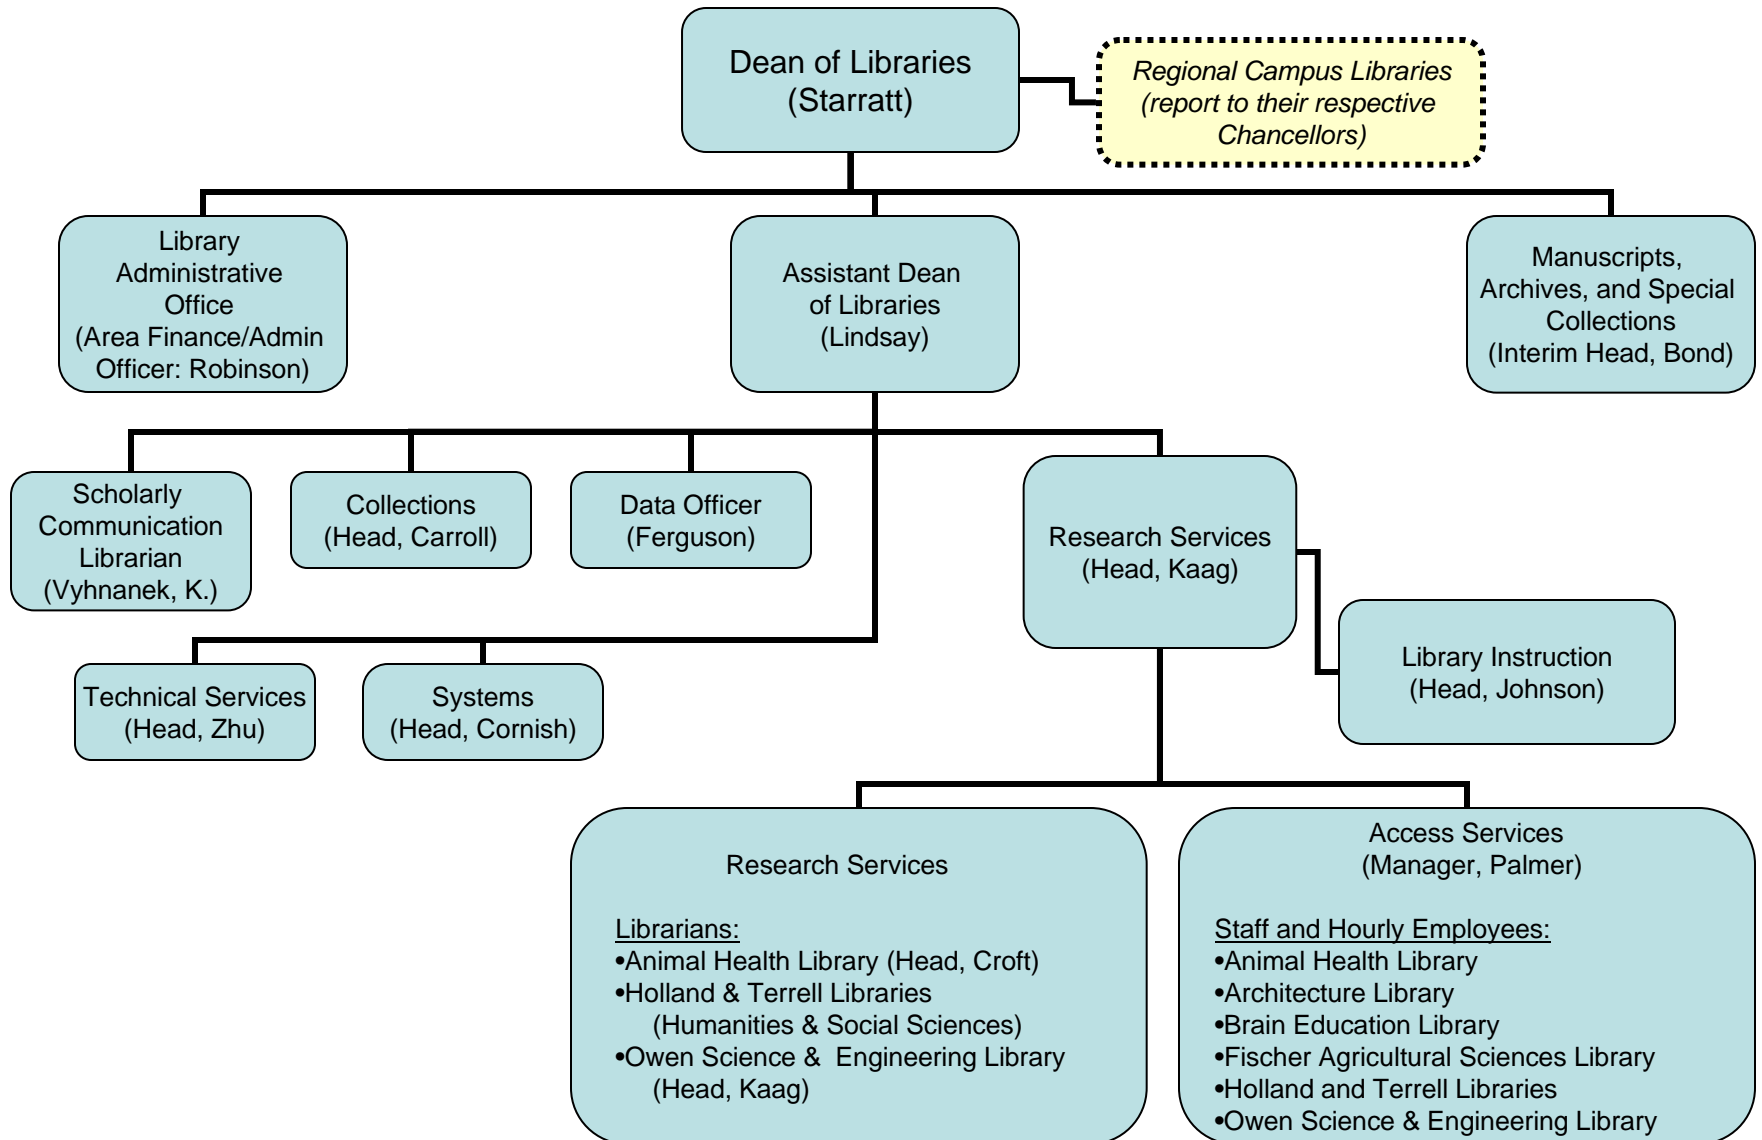 Dean of Libraries
(Starratt)
Regional Campus Libraries
(report to their respective
Chancellors)
Library
Administrative
Office
(Area Finance/Admin
Officer: Robinson)
Assistant Dean
of Libraries
(Lindsay)
Manuscripts,
Archives, and Special
Collections
(Interim Head, Bond)
Scholarly
Communication
Librarian
(Vyhnanek, K.)
Collections
(Head, Carroll)
Data Officer
(Ferguson)
Research Services
(Head, Kaag)
Library Instruction
(Head, Johnson)
Technical Services
(Head, Zhu)
Systems
(Head, Cornish)
Research Services
Librarians:
•Animal Health Library (Head, Croft)
•Holland & Terrell Libraries
(Humanities & Social Sciences)
•Owen Science &  Engineering Library
(Head, Kaag)
Access Services
(Manager, Palmer)
Staff and Hourly Employees:
•Animal Health Library
•Architecture Library
•Brain Education Library
•Fischer Agricultural Sciences Library
•Holland and Terrell Libraries
•Owen Science & Engineering Library